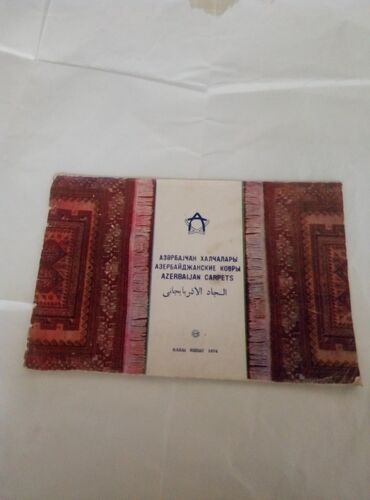 АЗӘРБАЈҸАН ХАЛЧАЛАРЫ
АЗЕРБАЙДЖАНСКИЕ КОВРЫ
AZERBAIJAN CARPETS
السجاد الاذربايجاني